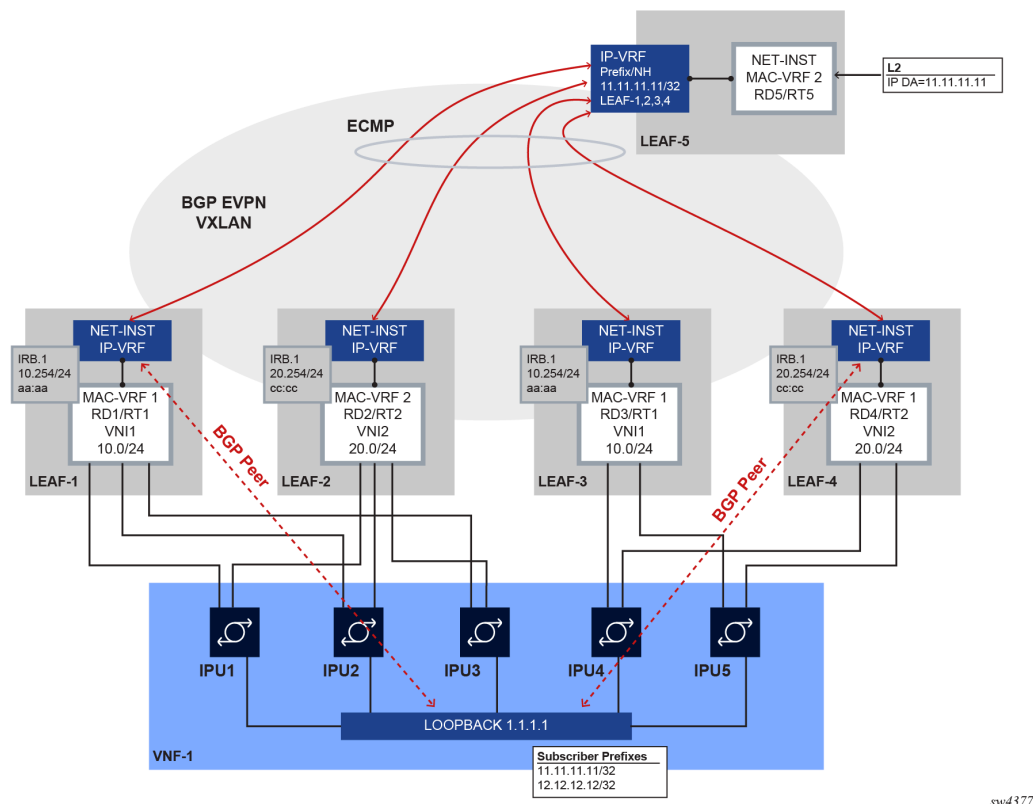 IP-VRF
Prefix/NH
11.11.11.11/32
LEAF-1,2,3,4
NET-INST
MAC-VRF 2
RD5/RT5
L2
IP DA=11.11.11.11
LEAF-5
ECMP
BGP EVPN
VXLAN
NET-INST
IP-VRF
IRB.1
10.254/24
aa:aa
MAC-VRF 1
RD1/RT1
VNI1
10.0/24
LEAF-1
NET-INST
IP-VRF
IRB.1
20.254/24
cc:cc
MAC-VRF 2
RD2/RT2
VNI2
20.0/24
LEAF-2
NET-INST
IP-VRF
IRB.1
10.254/24
aa:aa
MAC-VRF 1
RD3/RT1
VNI1
10.0/24
LEAF-3
NET-INST
IP-VRF
IRB.1
20.254/24
cc:cc
MAC-VRF 1
RD4/RT2
VNI2
20.0/24
LEAF-4
BGP Peer
BGP Peer
IPU1
IPU2
IPU3
IPU4
IPU5
LOOPBACK 1.1.1.1
VNF-1
Subscriber Prefixes
11.11.11.11/32
12.12.12.12/32
sw4377